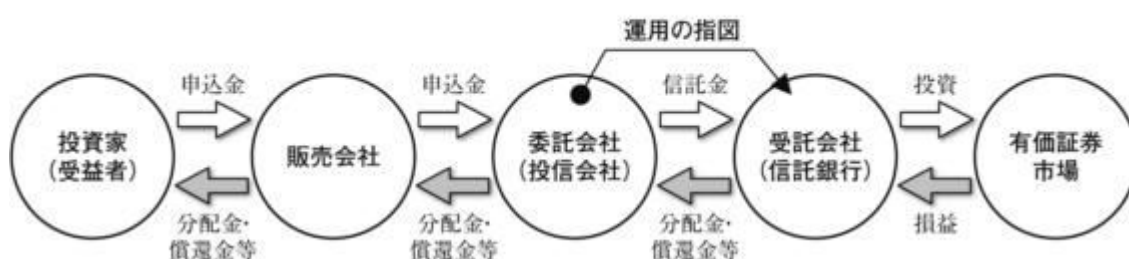 運用の指図
申込金
申込金
信託金
投資
投資家
(受益者)
販売会社
委託会社
(投信会社)
受託会社
(信託銀行)
有価証券
市場
分配金・
償還金等
分配金・
償還金等
分配金・
償還金等
損益